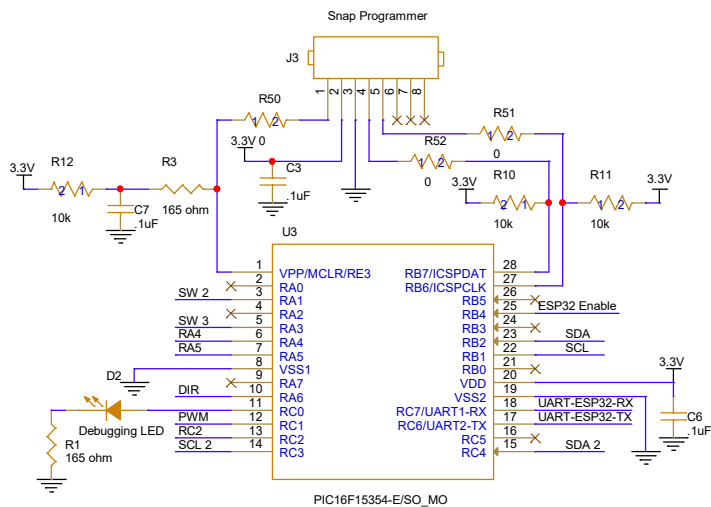 Snap Programmer
J3
1 2 3 4 5 6 7 8
R50
1 2
0
R51
1 2
0
R52
1 2
0
3.3V
C3
.1uF
3.3V
R12
2 1
10k
C7
.1uF
R3
165 ohm
3.3V
R10
2 1
10k
R11
1 2
10k
3.3V
U3
1 VPP/MCLR/RE3 RB7/ICSPDAT 28
2 RA0 RB6/ICSPCLK 27
SW 2 3 RA1 RB5 26
4 RA2 RB4 25 ESP32 Enable
SW 3 5 RA3 RB3 24
RA4 6 RA4 RB2 23 SDA
RA5 7 RA5 RB1 22 SCL
8 VSS1 RB0 21
9 RA7 VDD 20 3.3V
DIR 10 RA6 VSS2 19
11 RC0 RC7/UART1-RX 18 UART-ESP32-RX
PWM 12 RC1 RC6/UART2-TX 17 UART-ESP32-TX
RC2 13 RC2 RC5 16
SCL 2 14 RC3 RC4 15 SDA 2
D2
Debugging LED
R1
165 ohm
C6
.1uF
PIC16F15354-E/SO_MO